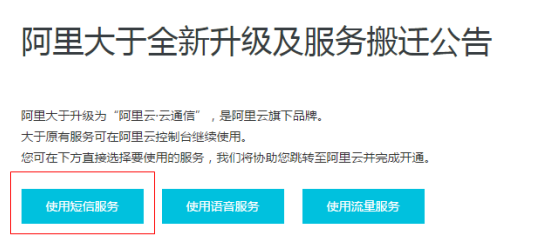 阿里大于全新升级及服务搬迁公告
阿里大于升级为“阿里云·云通信”，是阿里云旗下品牌。
大于原有服务可在阿里云控制台继续使用。
您可在下方直接选择要使用的服务，我们将协助您跳转至阿里云并完成开通。
使用短信服务 使用语音服务 使用流量服务